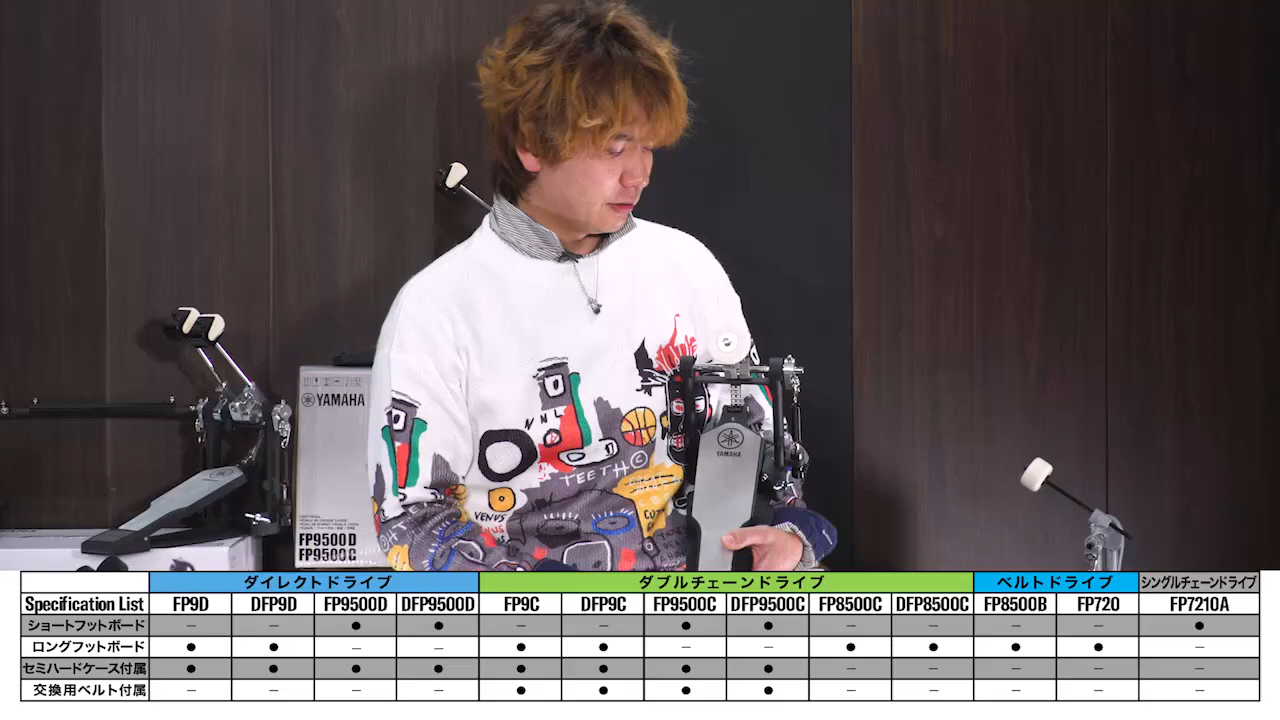 YAMAHA
YAMAHA
NNL
TEETH©
VENUS
FP9500D
FP9500C
ダイレクトドライブ ダブルチェーンドライブ ベルトドライブ シングルチェーンドライブ
Specification List FP9D DFP9D FP9500D DFP9500D FP9C DFP9C FP9500C DFP9500C FP8500C DFP8500C FP8500B FP720 FP7210A
ショートフットボード – – ● ● – – ● ● – – – – ●
ロングフットボード ● ● – – ● ● – – ● ● ● ● –
セミハードケース付属 ● ● ● ● ● ● ● ● – – – – –
交換用ベルト付属 – – – – ● ● ● ● – – – – –